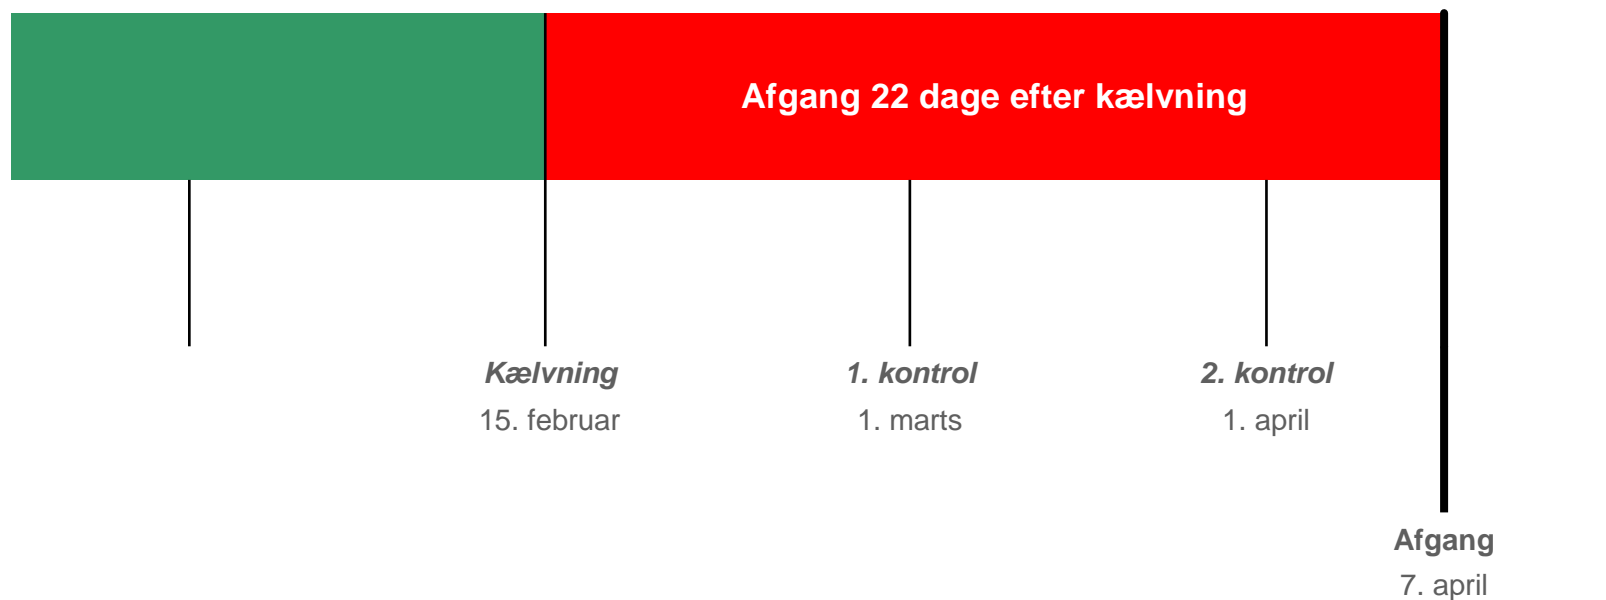 Afgang 22 dage efter kælvning
Kælvning
15. februar
1. kontrol
1. marts
2. kontrol
1. april
Afgang
7. april